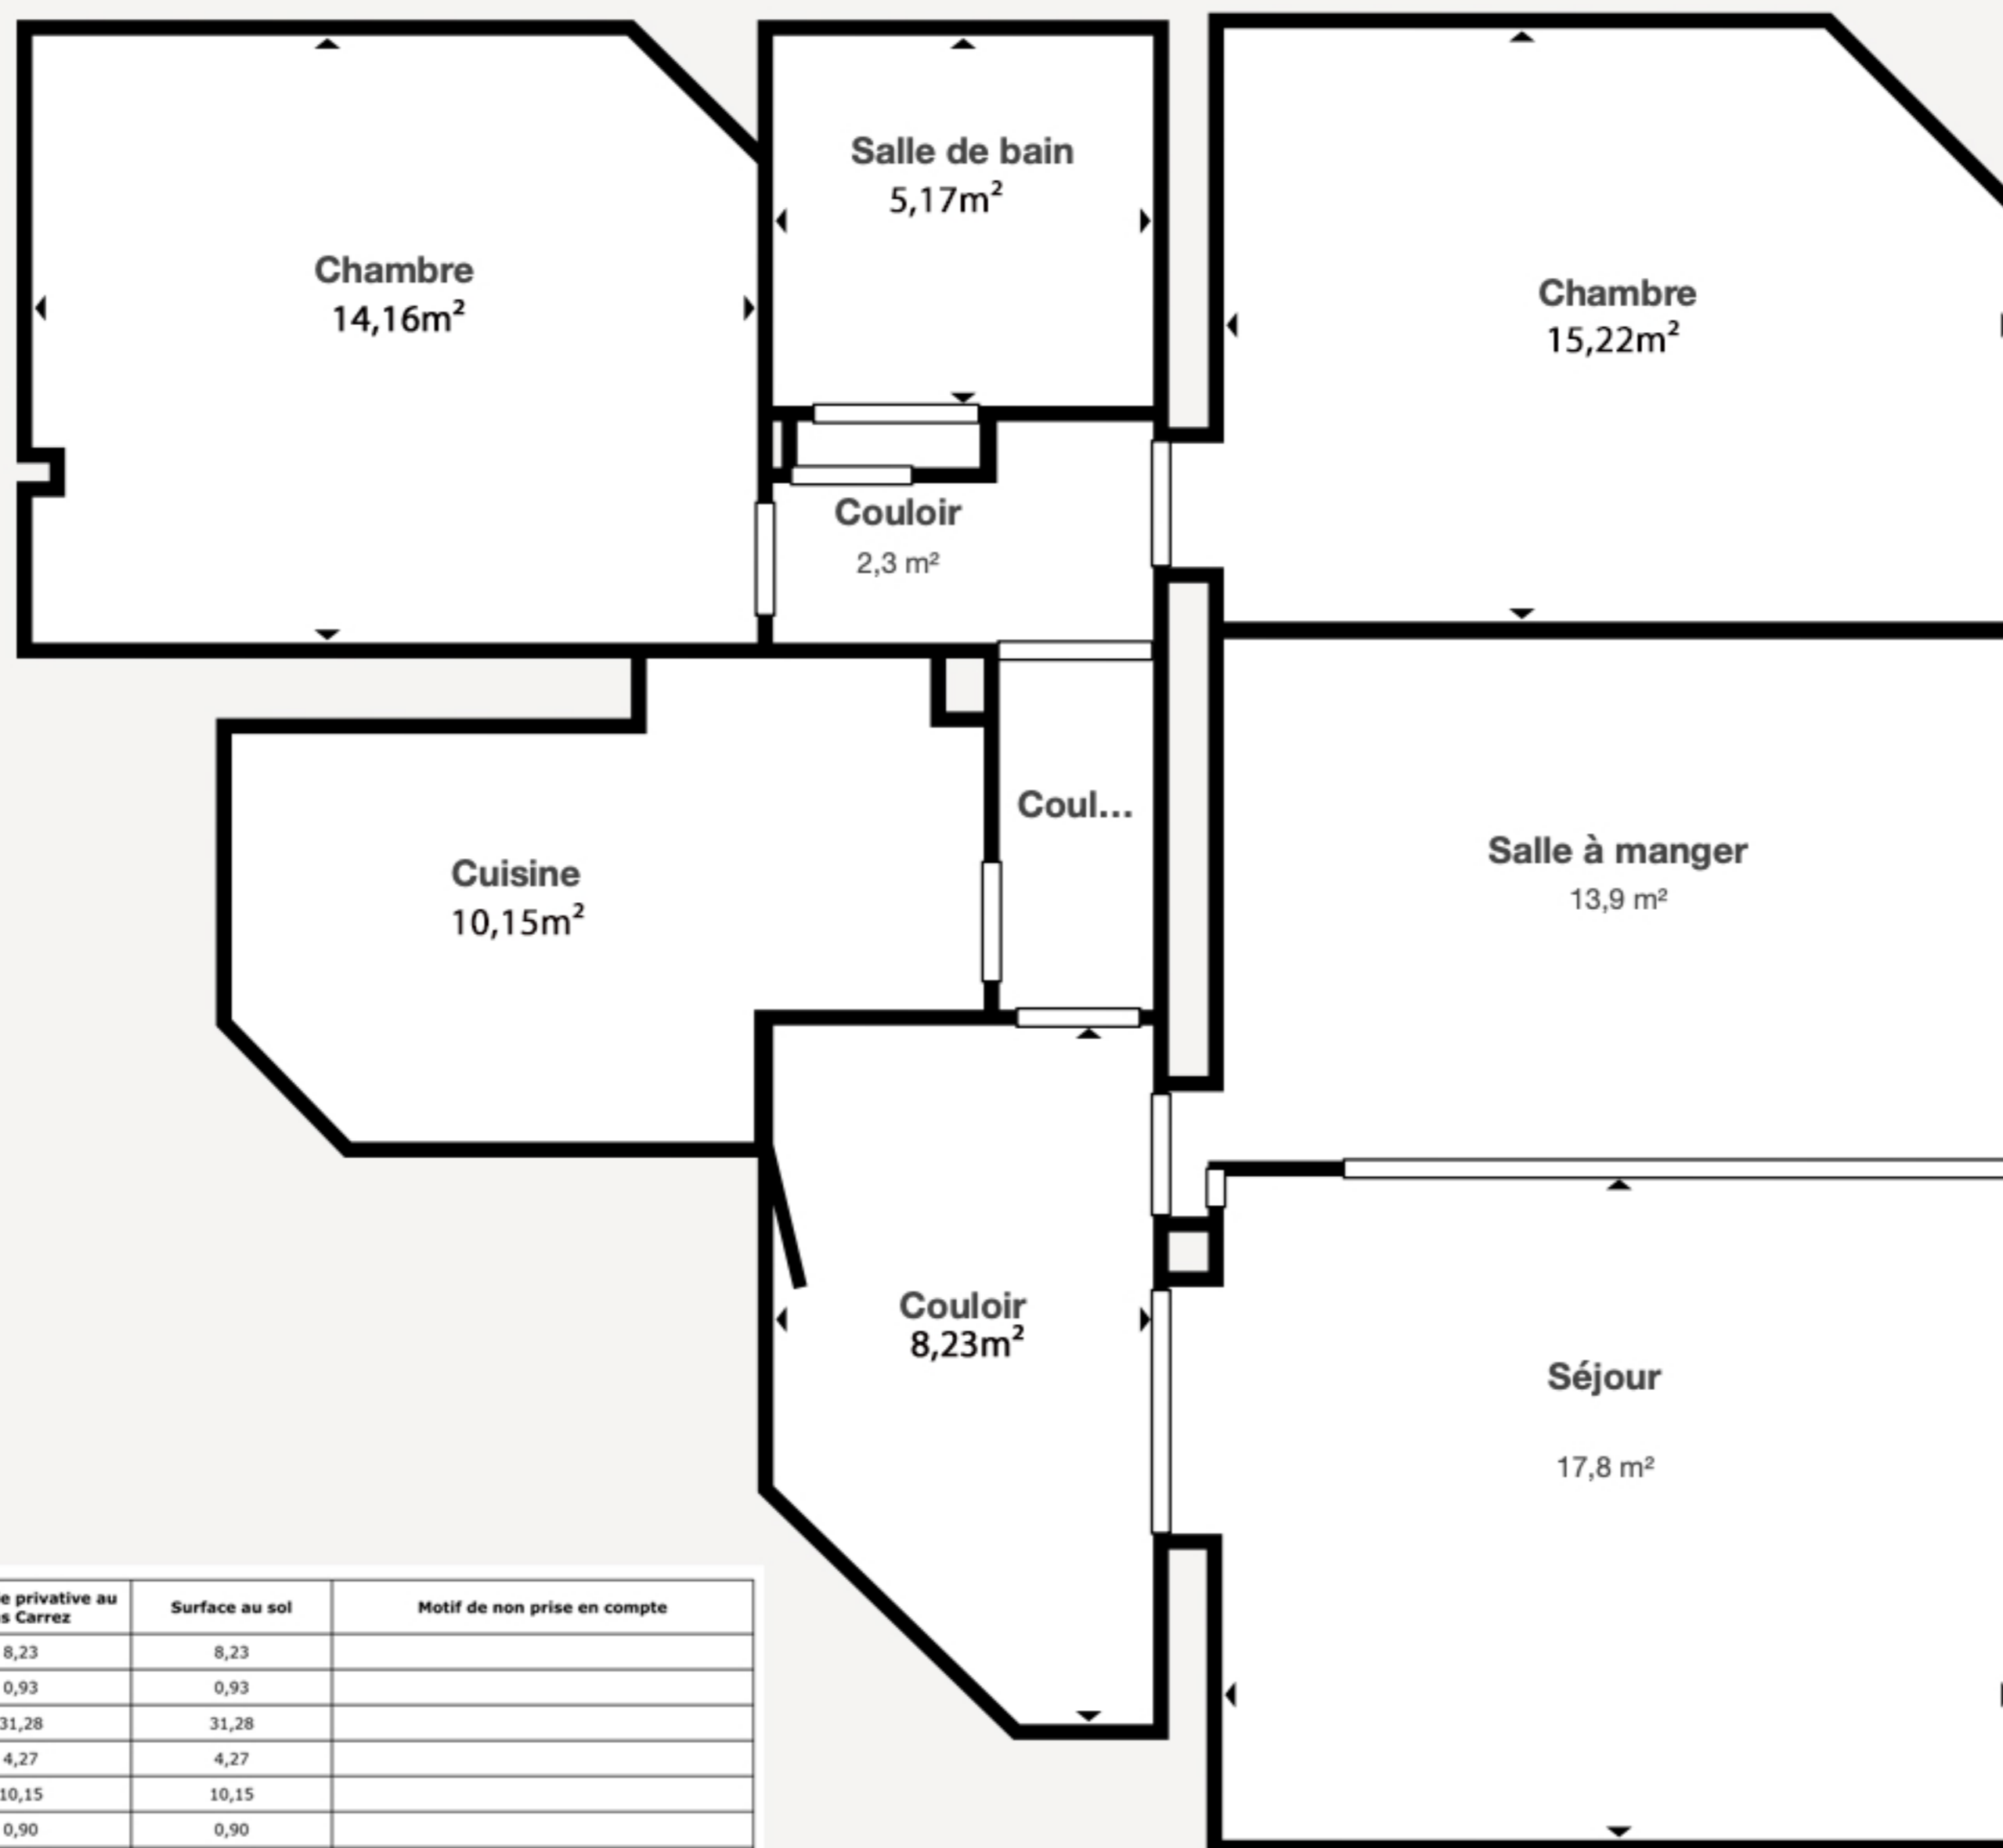 Salle de bain
5,17m²
Chambre
14,16m²
Chambre
15,22m²
Couloir
2,3 m²
Coul...
Salle à manger
13,9 m²
Cuisine
10,15m²
Couloir
8,23m²
Séjour
17,8 m²
e privative au
s Carrez
Surface au sol
Motif de non prise en compte
8,23 8,23
0,93 0,93
31,28 31,28
4,27 4,27
10,15 10,15
0,90 0,90